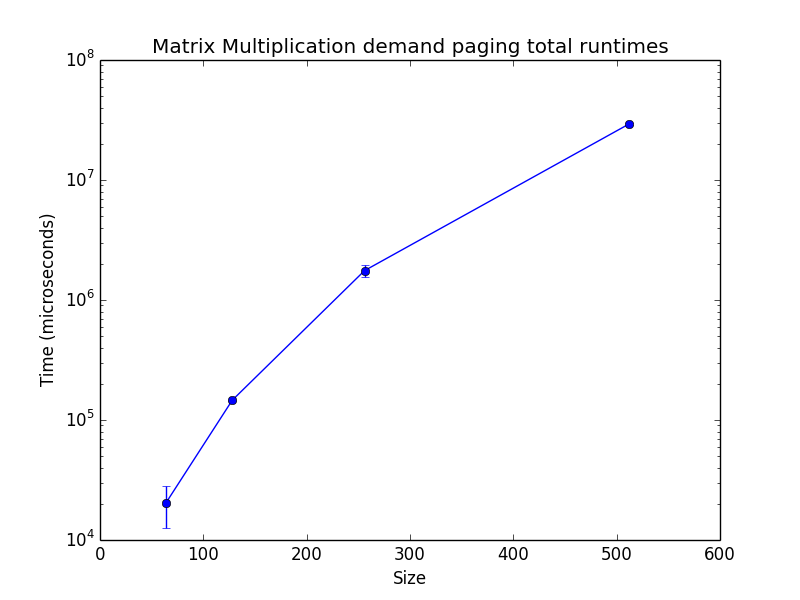 Matrix Multiplication demand paging total runtimes
10^8
10^7
10^6
10^5
10^4
Time (microseconds)
0 100 200 300 400 500 600
Size